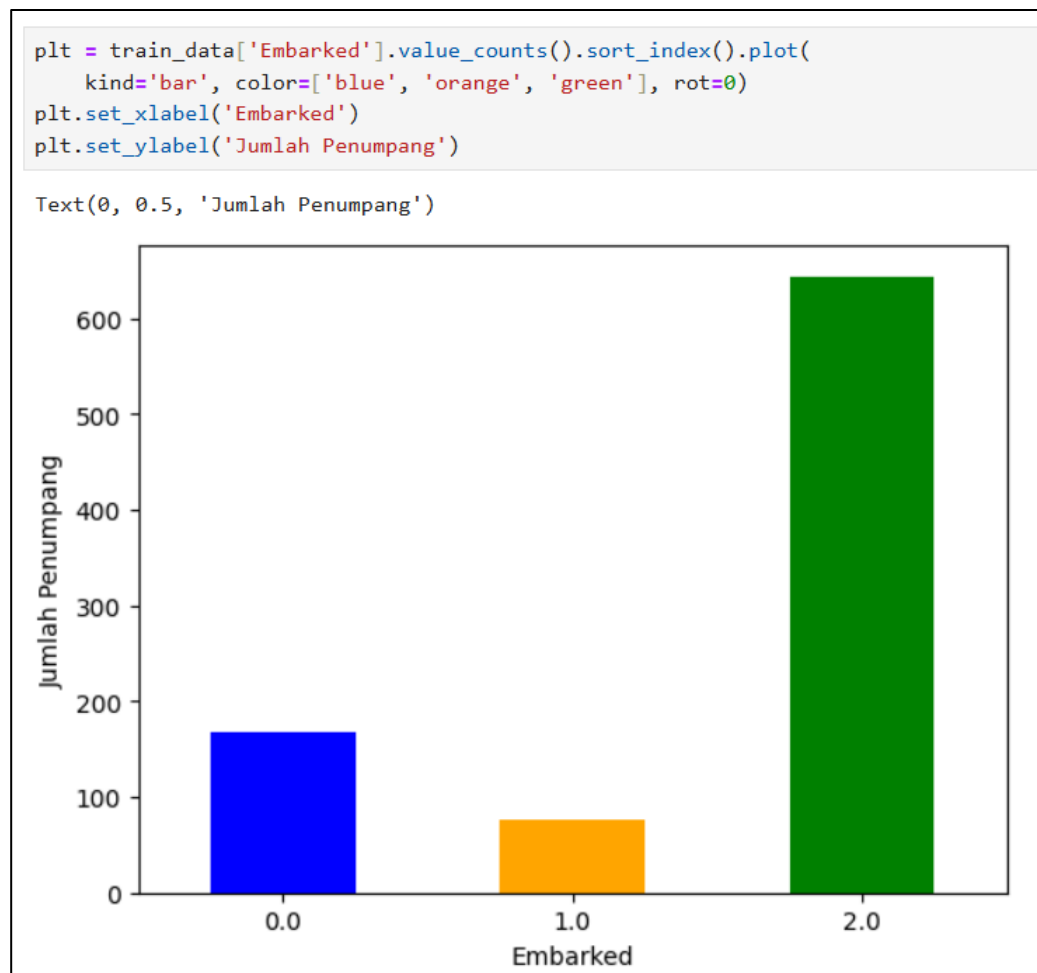 plt = train_data['Embarked'].value_counts().sort_index().plot(
    kind='bar', color=['blue', 'orange', 'green'], rot=0)
plt.set_xlabel('Embarked')
plt.set_ylabel('Jumlah Penumpang')
Text(0, 0.5, 'Jumlah Penumpang')
600
500
400
300
200
100
0
Jumlah Penumpang
0.0 1.0 2.0
Embarked